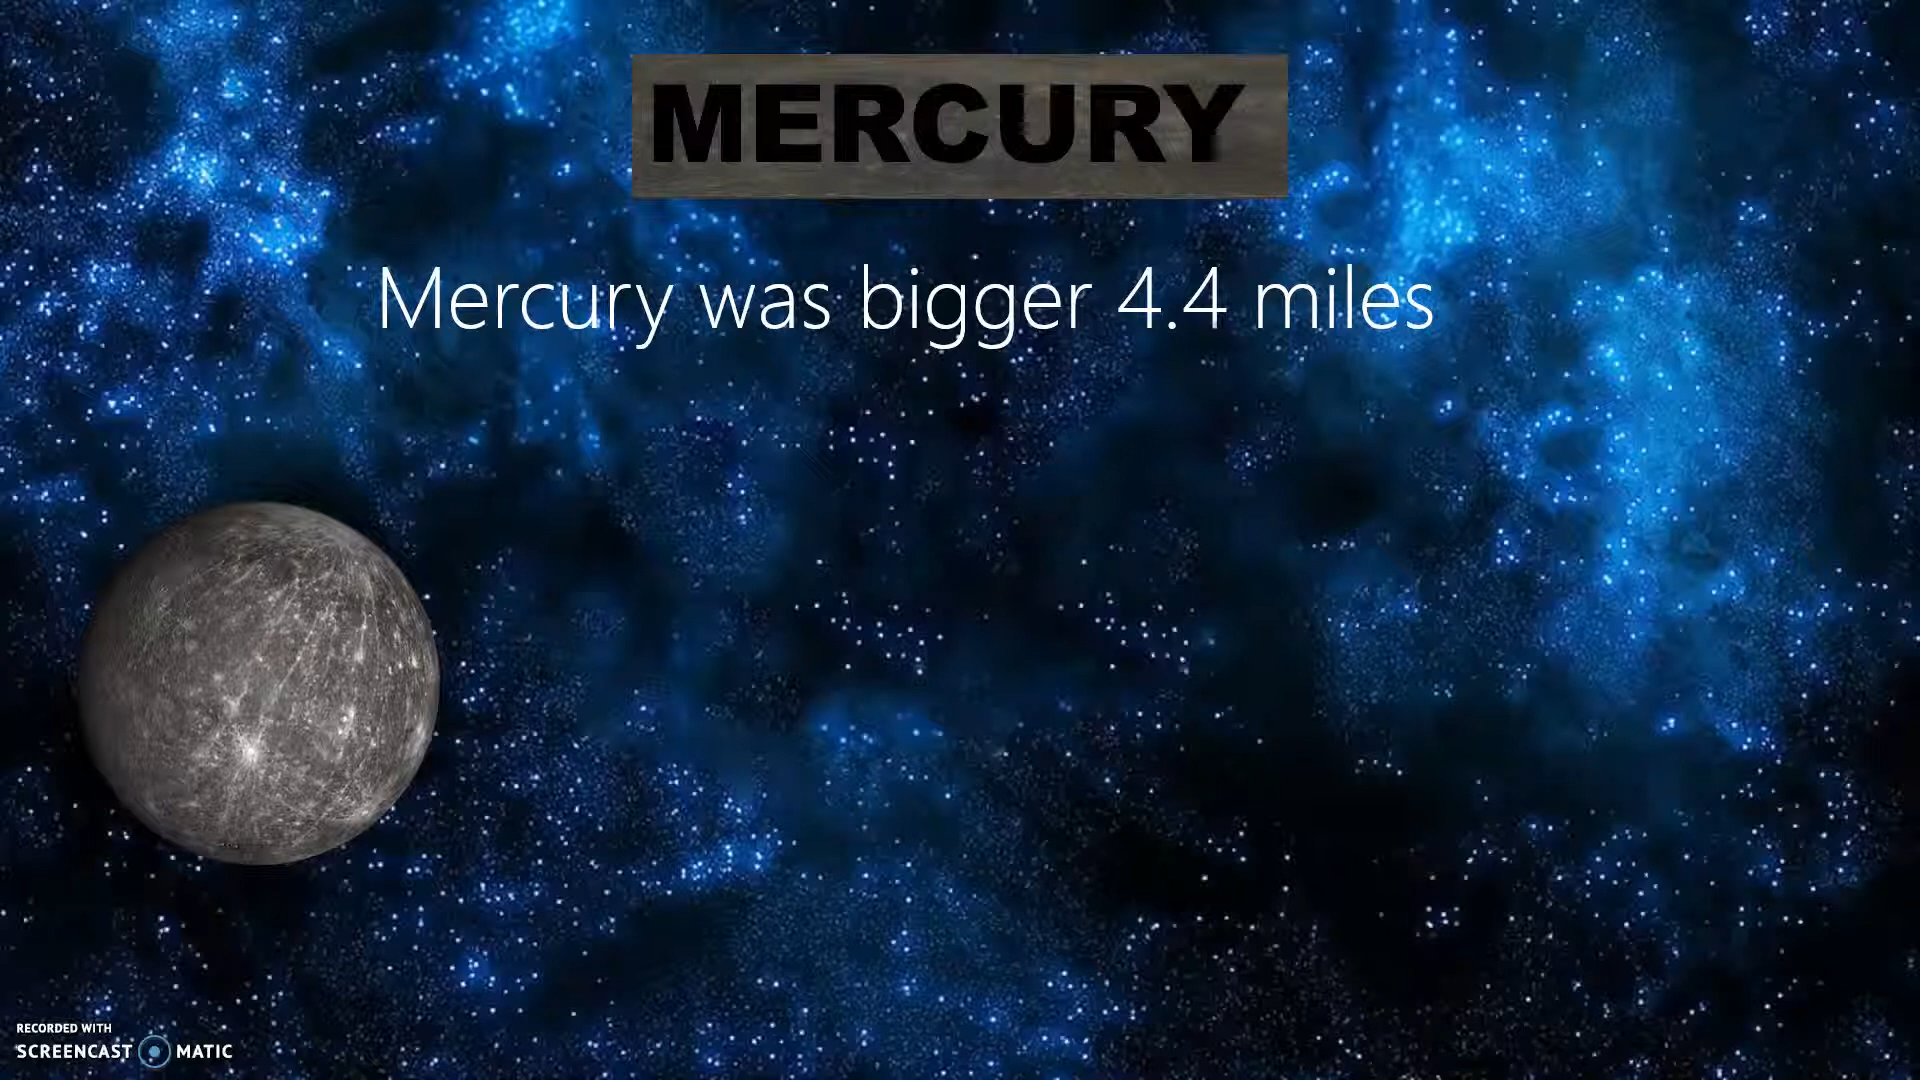 MERCURY
Mercury was bigger 4.4 miles
RECORDED WITH
SCREENCAST MATIC